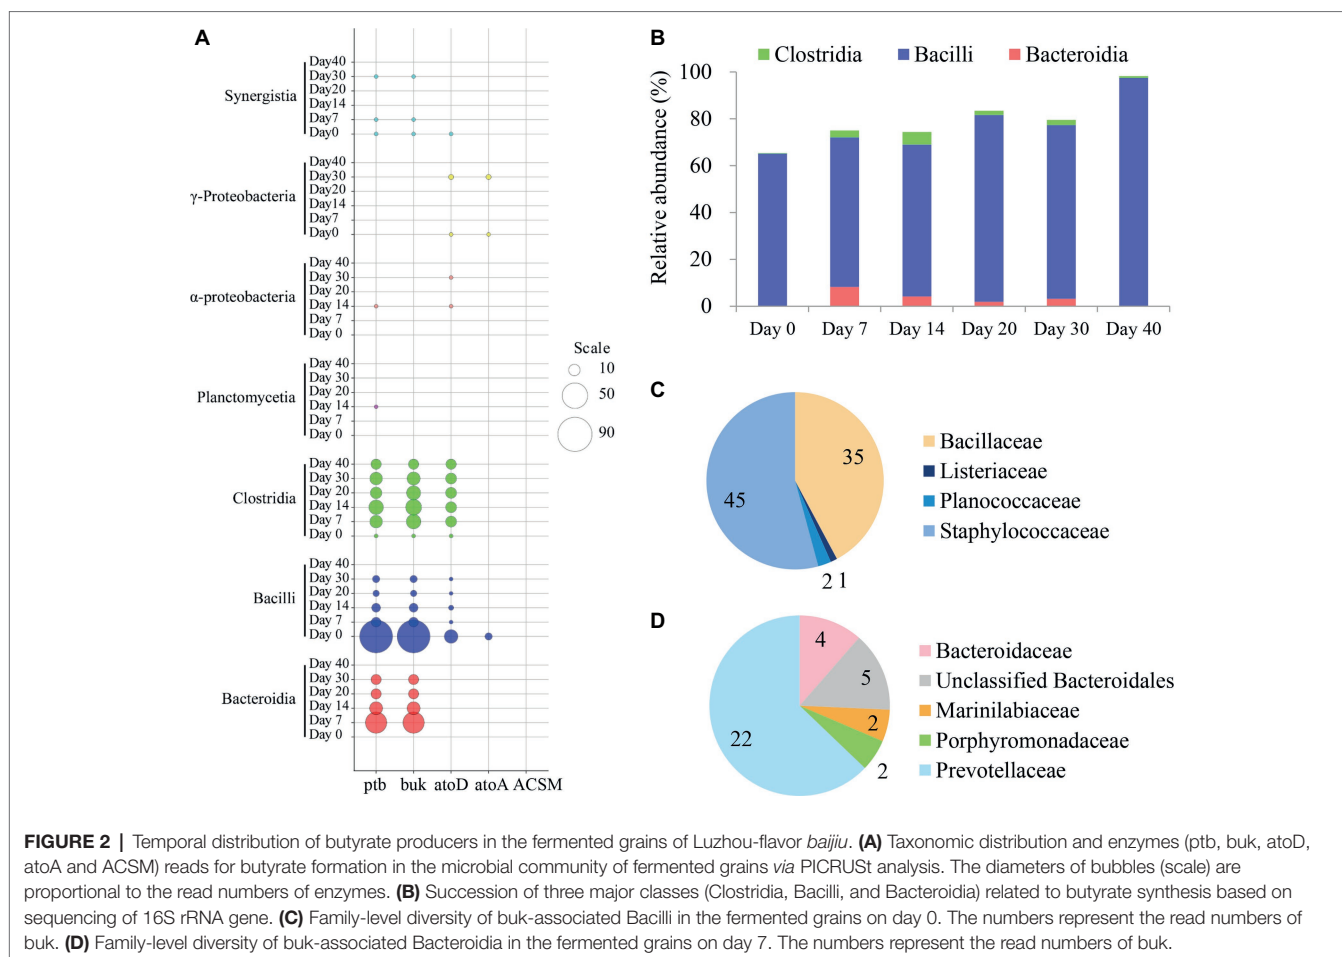 A
Synergistia
Day40
Day30
Day20
Day14
Day7
Day0
γ-Proteobacteria
Day40
Day30
Day20
Day14
Day7
Day0
α-proteobacteria
Day 40
Day 30
Day 20
Day 14
Day 7
Day 0
Planctomycetia
Day 40
Day 30
Day 20
Day 14
Day 7
Day 0
Clostridia
Day 40
Day 30
Day 20
Day 14
Day 7
Day 0
Bacilli
Day 40
Day 30
Day 20
Day 14
Day 7
Day 0
Bacteroidia
Day 40
Day 30
Day 20
Day 14
Day 7
Day 0
ptb buk atoD atoA ACSM
Scale
10
50
90
B
Clostridia Bacilli Bacteroidia
Relative abundance (%)
100
80
60
40
20
0
Day 0 Day 7 Day 14 Day 20 Day 30 Day 40
C
35
45
2 1
Bacillaceae
Listeriaceae
Planococcaceae
Staphylococcaceae
D
4
5
2
2
22
Bacteroidaceae
Unclassified Bacteroidales
Marinilabiaceae
Porphyromonadaceae
Prevotellaceae
FIGURE 2 | Temporal distribution of butyrate producers in the fermented grains of Luzhou-flavor baijiu. (A) Taxonomic distribution and enzymes (ptb, buk, atoD,
atoA and ACSM) reads for butyrate formation in the microbial community of fermented grains via PICRUSt analysis. The diameters of bubbles (scale) are
proportional to the read numbers of enzymes. (B) Succession of three major classes (Clostridia, Bacilli, and Bacteroidia) related to butyrate synthesis based on
sequencing of 16S rRNA gene. (C) Family-level diversity of buk-associated Bacilli in the fermented grains on day 0. The numbers represent the read numbers of
buk. (D) Family-level diversity of buk-associated Bacteroidia in the fermented grains on day 7. The numbers represent the read numbers of buk.